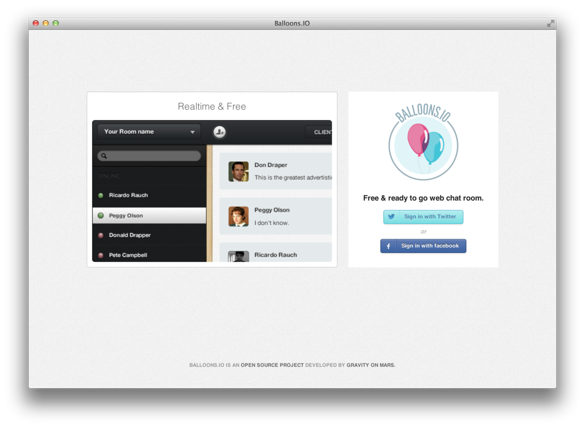 Balloons.IO
Realtime & Free
Your Room name
CLIEN
Ricardo Rauch
Peggy Olson
Donald Drapper
Pete Campbell
Don Draper
This is the greatest advertistic
Peggy Olson
I don't know.
Ricardo Rauch
BALLOONS.IO
Free & ready to go web chat room.
Sign in with Twitter
or
Sign in with facebook
BALLOONS.IO IS AN OPEN SOURCE PROJECT DEVELOPED BY GRAVITY ON MARS.